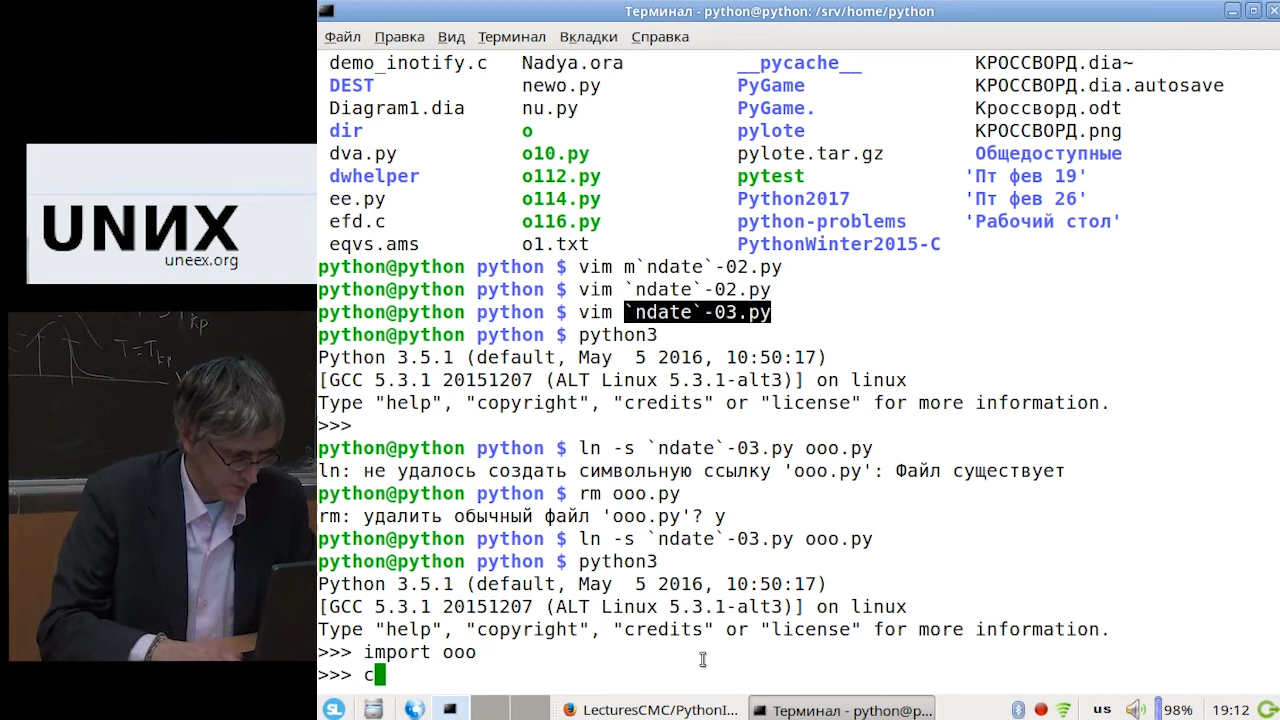 Терминал - python@python: /srv/home/python
Файл Правка Вид Терминал Вкладки Справка
demo_inotify.c Nadya.ora __pycache__ КРОССВОРД.dia~
DEST newo.py PyGame КРОССВОРД.dia.autosave
Diagram1.dia nu.py PyGame. Кроссворд.odt
dir o pylote КРОССВОРД.png
dva.py o10.py pylote.tar.gz Общедоступные
dwhelper o112.py pytest 'Пт фев 19'
ee.py o114.py Python2017 'Пт фев 26'
efd.c o116.py python-problems 'Рабочий стол'
eqvs.ams o1.txt PythonWinter2015-C
python@python python $ vim m`ndate`-02.py
python@python python $ vim `ndate`-02.py
python@python python $ vim `ndate`-03.py
python@python python $ python3
Python 3.5.1 (default, May  5 2016, 10:50:17)
[GCC 5.3.1 20151207 (ALT Linux 5.3.1-alt3)] on linux
Type "help", "copyright", "credits" or "license" for more information.
>>>
python@python python $ ln -s `ndate`-03.py ooo.py
ln: не удалось создать символьную ссылку 'ooo.py': Файл существует
python@python python $ rm ooo.py
rm: удалить обычный файл 'ooo.py'? y
python@python python $ ln -s `ndate`-03.py ooo.py
python@python python $ python3
Python 3.5.1 (default, May  5 2016, 10:50:17)
[GCC 5.3.1 20151207 (ALT Linux 5.3.1-alt3)] on linux
Type "help", "copyright", "credits" or "license" for more information.
>>> import ooo
>>> c
LecturesCMC/PythonI... Терминал - python@p... us 98% 19:12
UNИX
uneex.org
T=Tкр